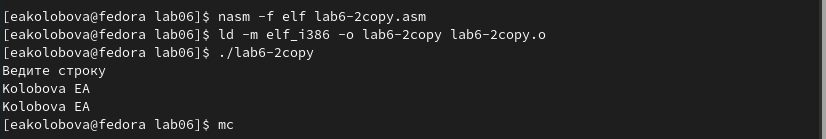 [eakolobova@fedora lab06]$ nasm -f elf lab6-2copy.asm
[eakolobova@fedora lab06]$ ld -m elf_i386 -o lab6-2copy lab6-2copy.o
[eakolobova@fedora lab06]$ ./lab6-2copy
Ведите строку
Kolobova EA
Kolobova EA
[eakolobova@fedora lab06]$ mc